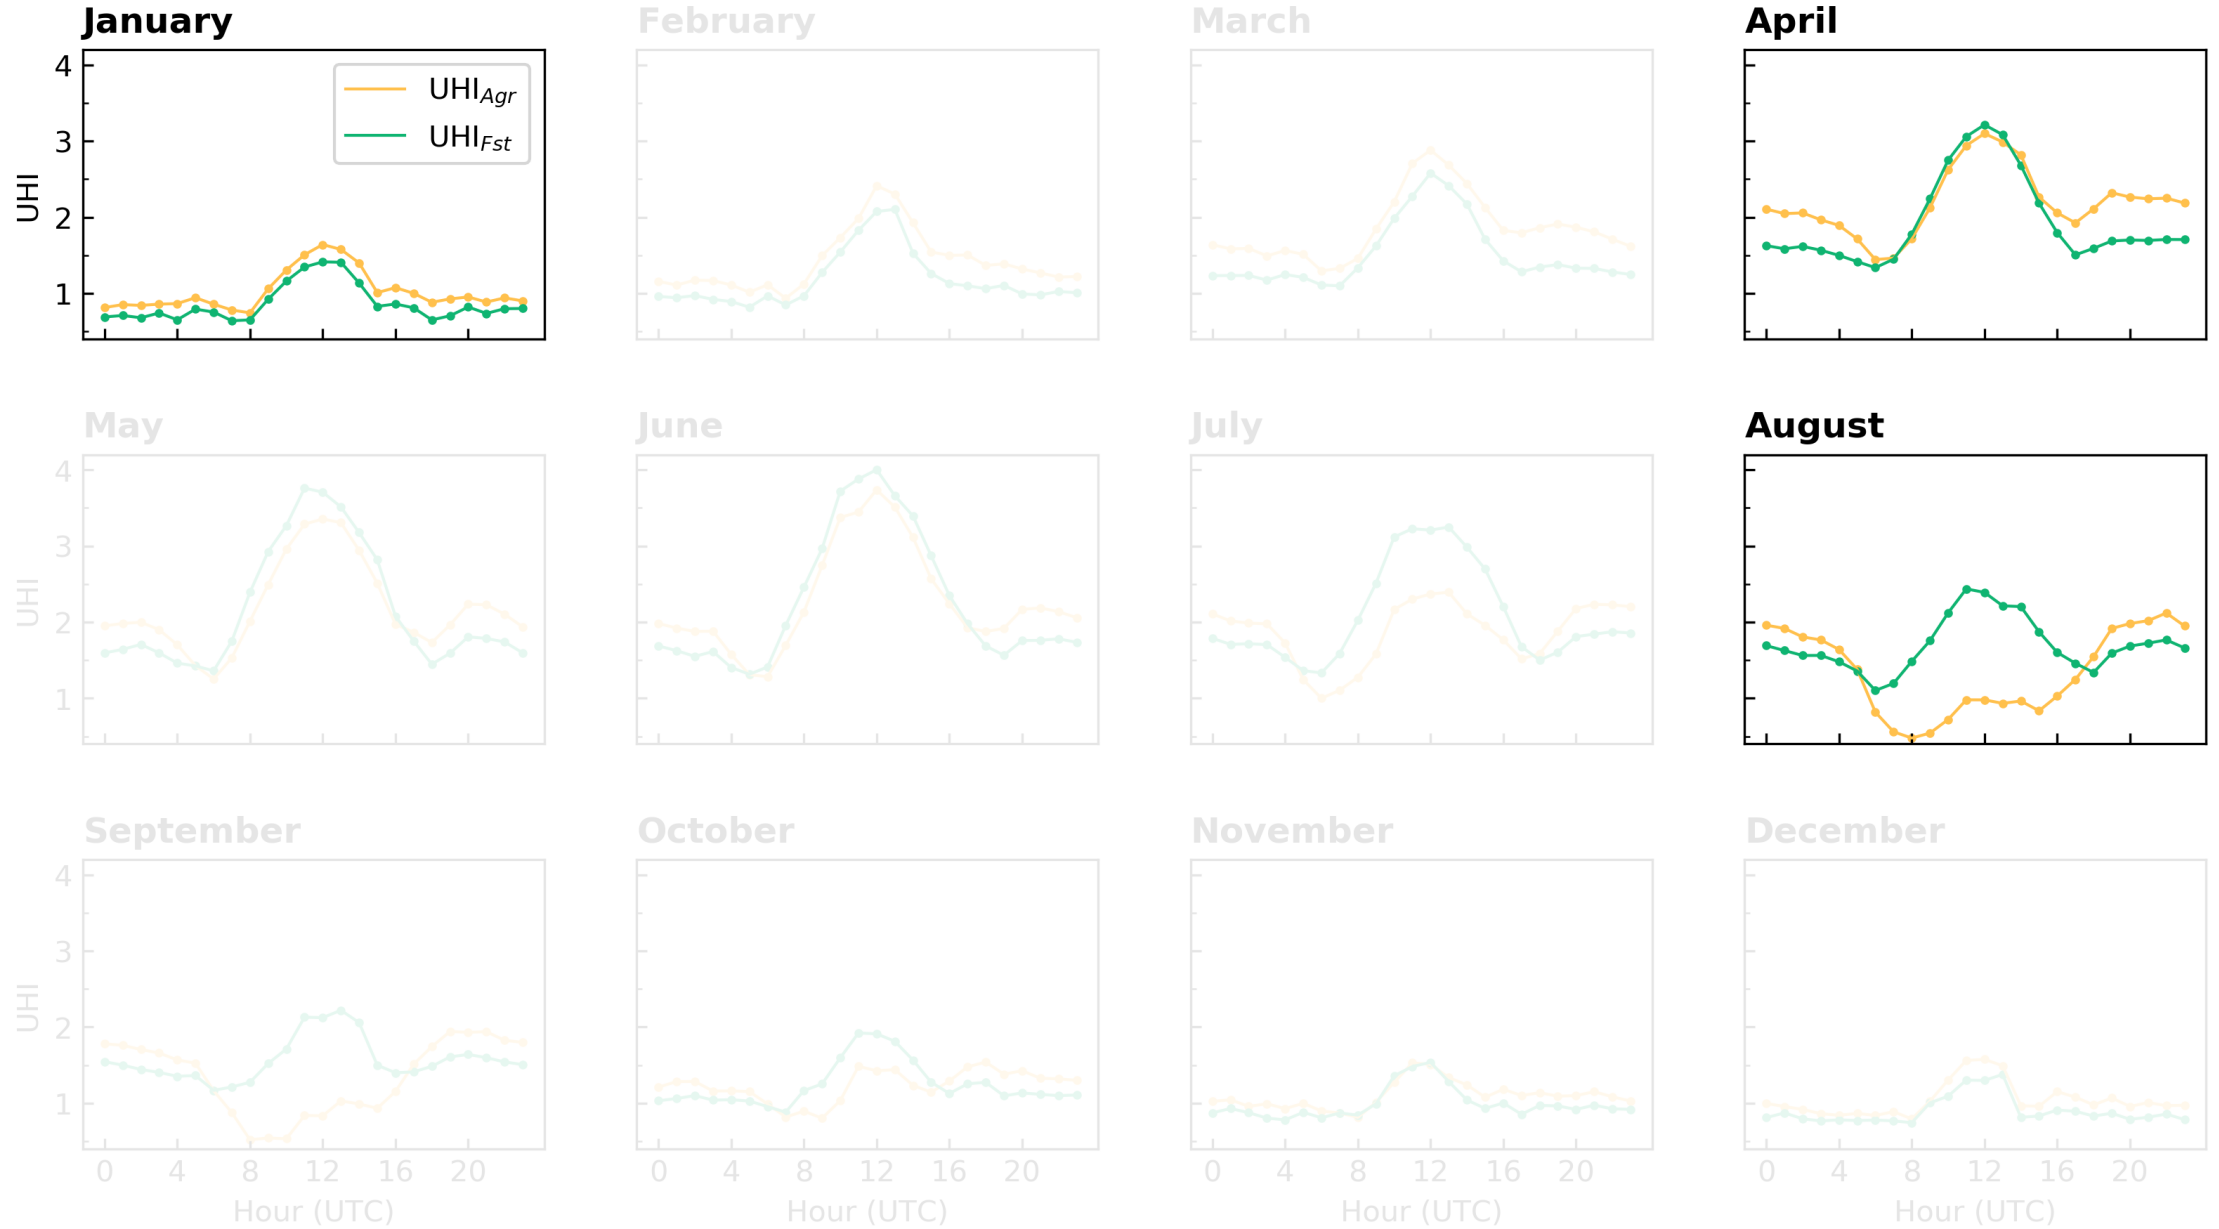 January
February
March
April
4
3
2
1
UHI
UHI_Agr
UHI_Fst
May
June
July
August
4
3
2
1
UHI
September
October
November
December
4
3
2
1
UHI
0 4 8 12 16 20
0 4 8 12 16 20
0 4 8 12 16 20
0 4 8 12 16 20
Hour (UTC)
Hour (UTC)
Hour (UTC)
Hour (UTC)